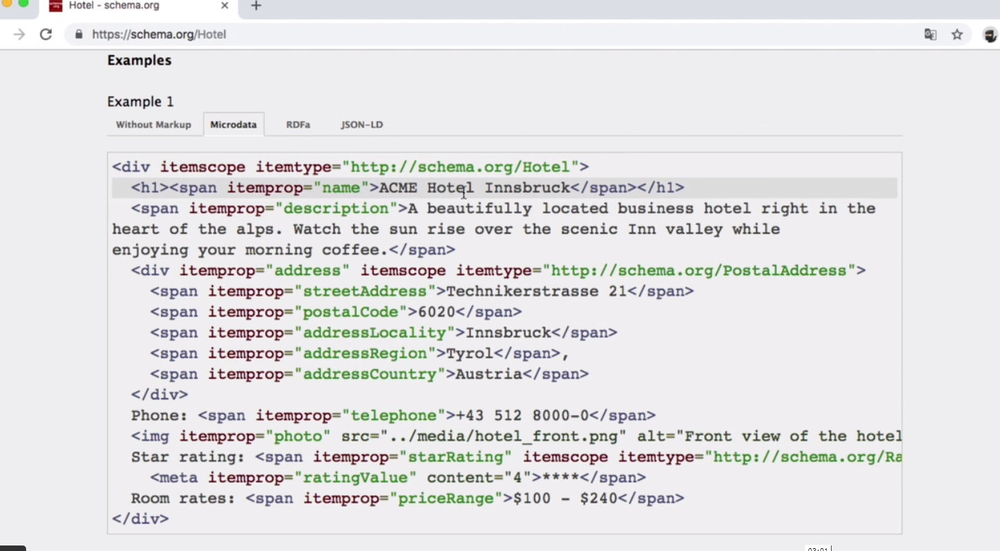 Hotel - schema.org
https://schema.org/Hotel
Examples
Example 1
Without Markup Microdata RDFa JSON-LD
<div itemscope itemtype="http://schema.org/Hotel">
<h1><span itemprop="name">ACME Hotel Innsbruck</span></h1>
<span itemprop="description">A beautifully located business hotel right in the
heart of the alps. Watch the sun rise over the scenic Inn valley while
enjoying your morning coffee.</span>
<div itemprop="address" itemscope itemtype="http://schema.org/PostalAddress">
<span itemprop="streetAddress">Technikerstrasse 21</span>
<span itemprop="postalCode">6020</span>
<span itemprop="addressLocality">Innsbruck</span>
<span itemprop="addressRegion">Tyrol</span>,
<span itemprop="addressCountry">Austria</span>
</div>
Phone: <span itemprop="telephone">+43 512 8000-0</span>
<img itemprop="photo" src="../media/hotel_front.png" alt="Front view of the hotel
Star rating: <span itemprop="starRating" itemscope itemtype="http://schema.org/Ra
<meta itemprop="ratingValue" content="4">****</span>
Room rates: <span itemprop="priceRange">$100 - $240</span>
</div>